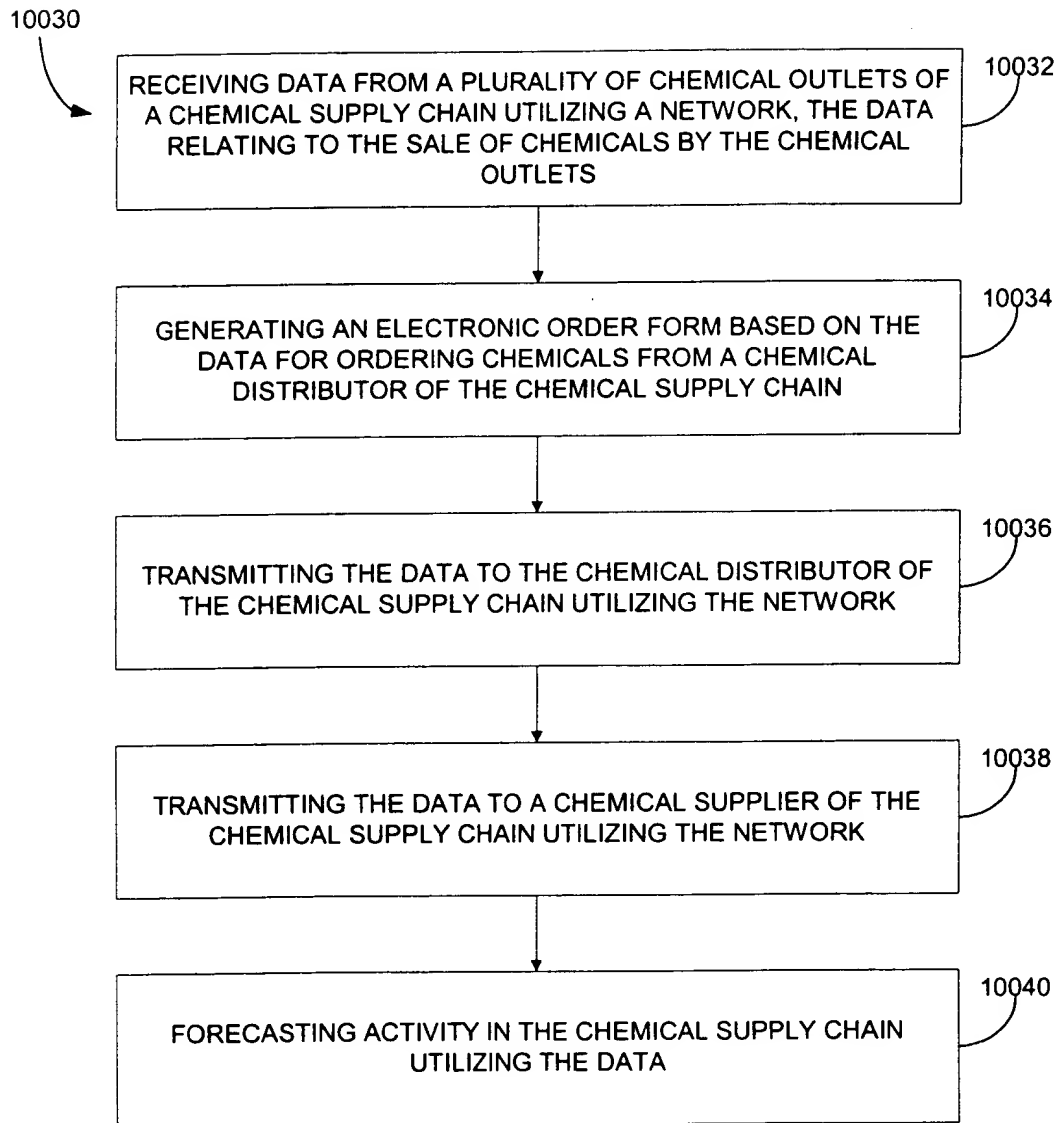 10030
10032
RECEIVING DATA FROM A PLURALITY OF CHEMICAL OUTLETS OF
A CHEMICAL SUPPLY CHAIN UTILIZING A NETWORK, THE DATA
RELATING TO THE SALE OF CHEMICALS BY THE CHEMICAL
OUTLETS
10034
GENERATING AN ELECTRONIC ORDER FORM BASED ON THE
DATA FOR ORDERING CHEMICALS FROM A CHEMICAL
DISTRIBUTOR OF THE CHEMICAL SUPPLY CHAIN
10036
TRANSMITTING THE DATA TO THE CHEMICAL DISTRIBUTOR OF
THE CHEMICAL SUPPLY CHAIN UTILIZING THE NETWORK
10038
TRANSMITTING THE DATA TO A CHEMICAL SUPPLIER OF THE
CHEMICAL SUPPLY CHAIN UTILIZING THE NETWORK
10040
FORECASTING ACTIVITY IN THE CHEMICAL SUPPLY CHAIN
UTILIZING THE DATA